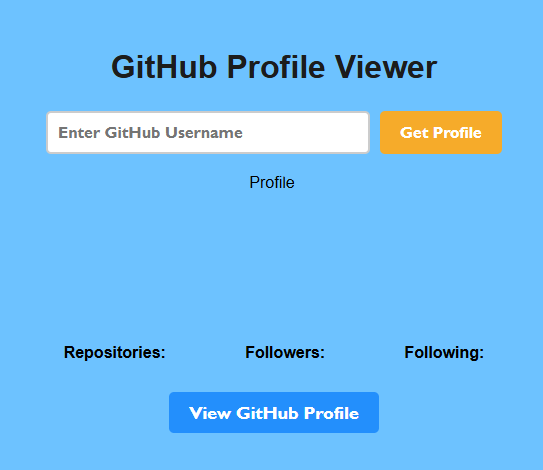 GitHub Profile Viewer
Enter GitHub Username Get Profile
Profile
Repositories: Followers: Following:
View GitHub Profile